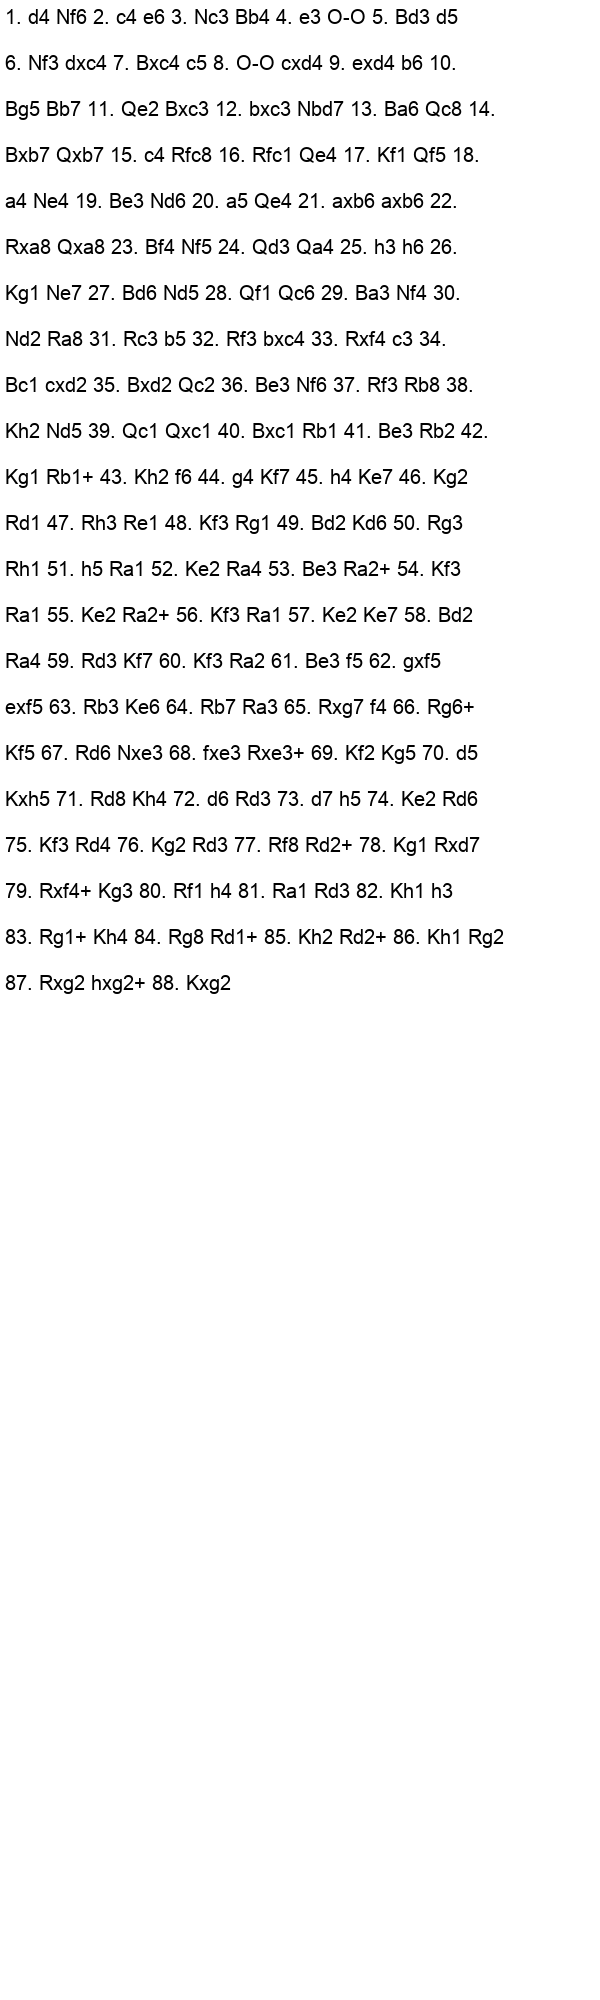 1. d4 Nf6 2. c4 e6 3. Nc3 Bb4 4. e3 O-O 5. Bd3 d5
6. Nf3 dxc4 7. Bxc4 c5 8. O-O cxd4 9. exd4 b6 10.
Bg5 Bb7 11. Qe2 Bxc3 12. bxc3 Nbd7 13. Ba6 Qc8 14.
Bxb7 Qxb7 15. c4 Rfc8 16. Rfc1 Qe4 17. Kf1 Qf5 18.
a4 Ne4 19. Be3 Nd6 20. a5 Qe4 21. axb6 axb6 22.
Rxa8 Qxa8 23. Bf4 Nf5 24. Qd3 Qa4 25. h3 h6 26.
Kg1 Ne7 27. Bd6 Nd5 28. Qf1 Qc6 29. Ba3 Nf4 30.
Nd2 Ra8 31. Rc3 b5 32. Rf3 bxc4 33. Rxf4 c3 34.
Bc1 cxd2 35. Bxd2 Qc2 36. Be3 Nf6 37. Rf3 Rb8 38.
Kh2 Nd5 39. Qc1 Qxc1 40. Bxc1 Rb1 41. Be3 Rb2 42.
Kg1 Rb1+ 43. Kh2 f6 44. g4 Kf7 45. h4 Ke7 46. Kg2
Rd1 47. Rh3 Re1 48. Kf3 Rg1 49. Bd2 Kd6 50. Rg3
Rh1 51. h5 Ra1 52. Ke2 Ra4 53. Be3 Ra2+ 54. Kf3
Ra1 55. Ke2 Ra2+ 56. Kf3 Ra1 57. Ke2 Ke7 58. Bd2
Ra4 59. Rd3 Kf7 60. Kf3 Ra2 61. Be3 f5 62. gxf5
exf5 63. Rb3 Ke6 64. Rb7 Ra3 65. Rxg7 f4 66. Rg6+
Kf5 67. Rd6 Nxe3 68. fxe3 Rxe3+ 69. Kf2 Kg5 70. d5
Kxh5 71. Rd8 Kh4 72. d6 Rd3 73. d7 h5 74. Ke2 Rd6
75. Kf3 Rd4 76. Kg2 Rd3 77. Rf8 Rd2+ 78. Kg1 Rxd7
79. Rxf4+ Kg3 80. Rf1 h4 81. Ra1 Rd3 82. Kh1 h3
83. Rg1+ Kh4 84. Rg8 Rd1+ 85. Kh2 Rd2+ 86. Kh1 Rg2
87. Rxg2 hxg2+ 88. Kxg2